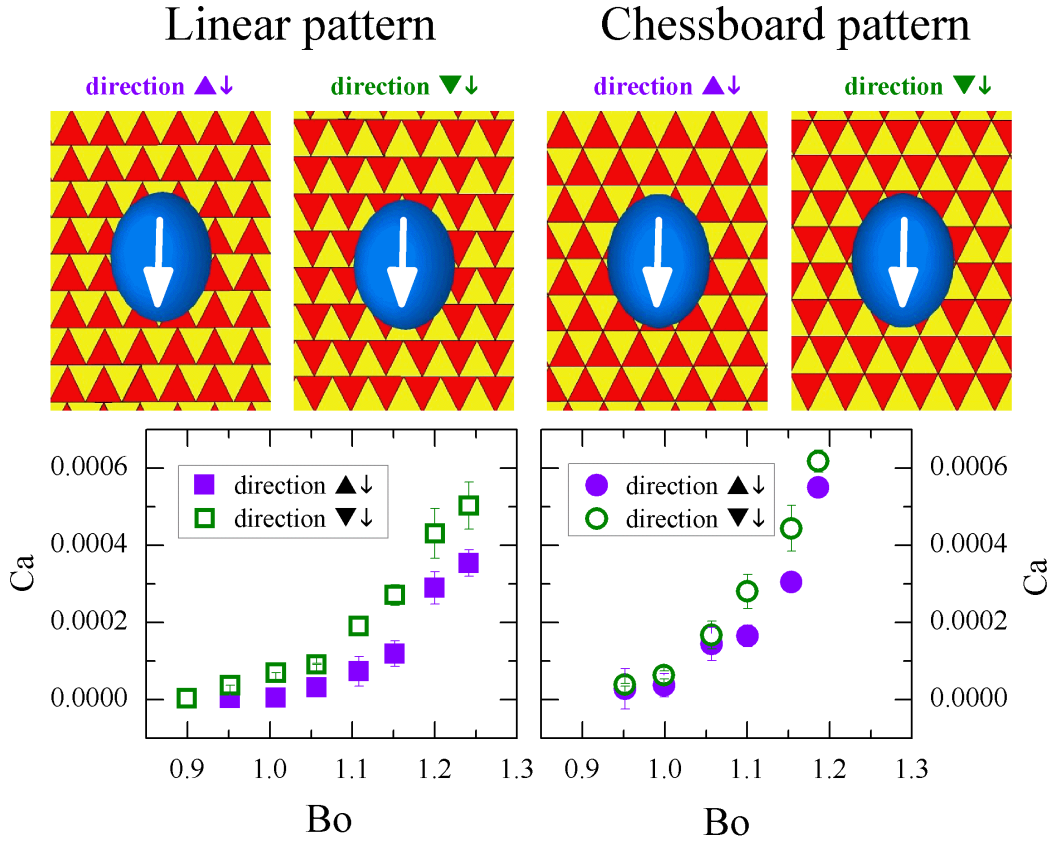 Linear pattern
Chessboard pattern
direction ▲↓
direction ▼↓
direction ▲↓
direction ▼↓
0.0006
0.0004
0.0002
0.0000
Ca
direction ▲↓
direction ▼↓
0.9 1.0 1.1 1.2 1.3
Bo
direction ▲↓
direction ▼↓
0.0006
0.0004
0.0002
0.0000
Ca
0.9 1.0 1.1 1.2 1.3
Bo